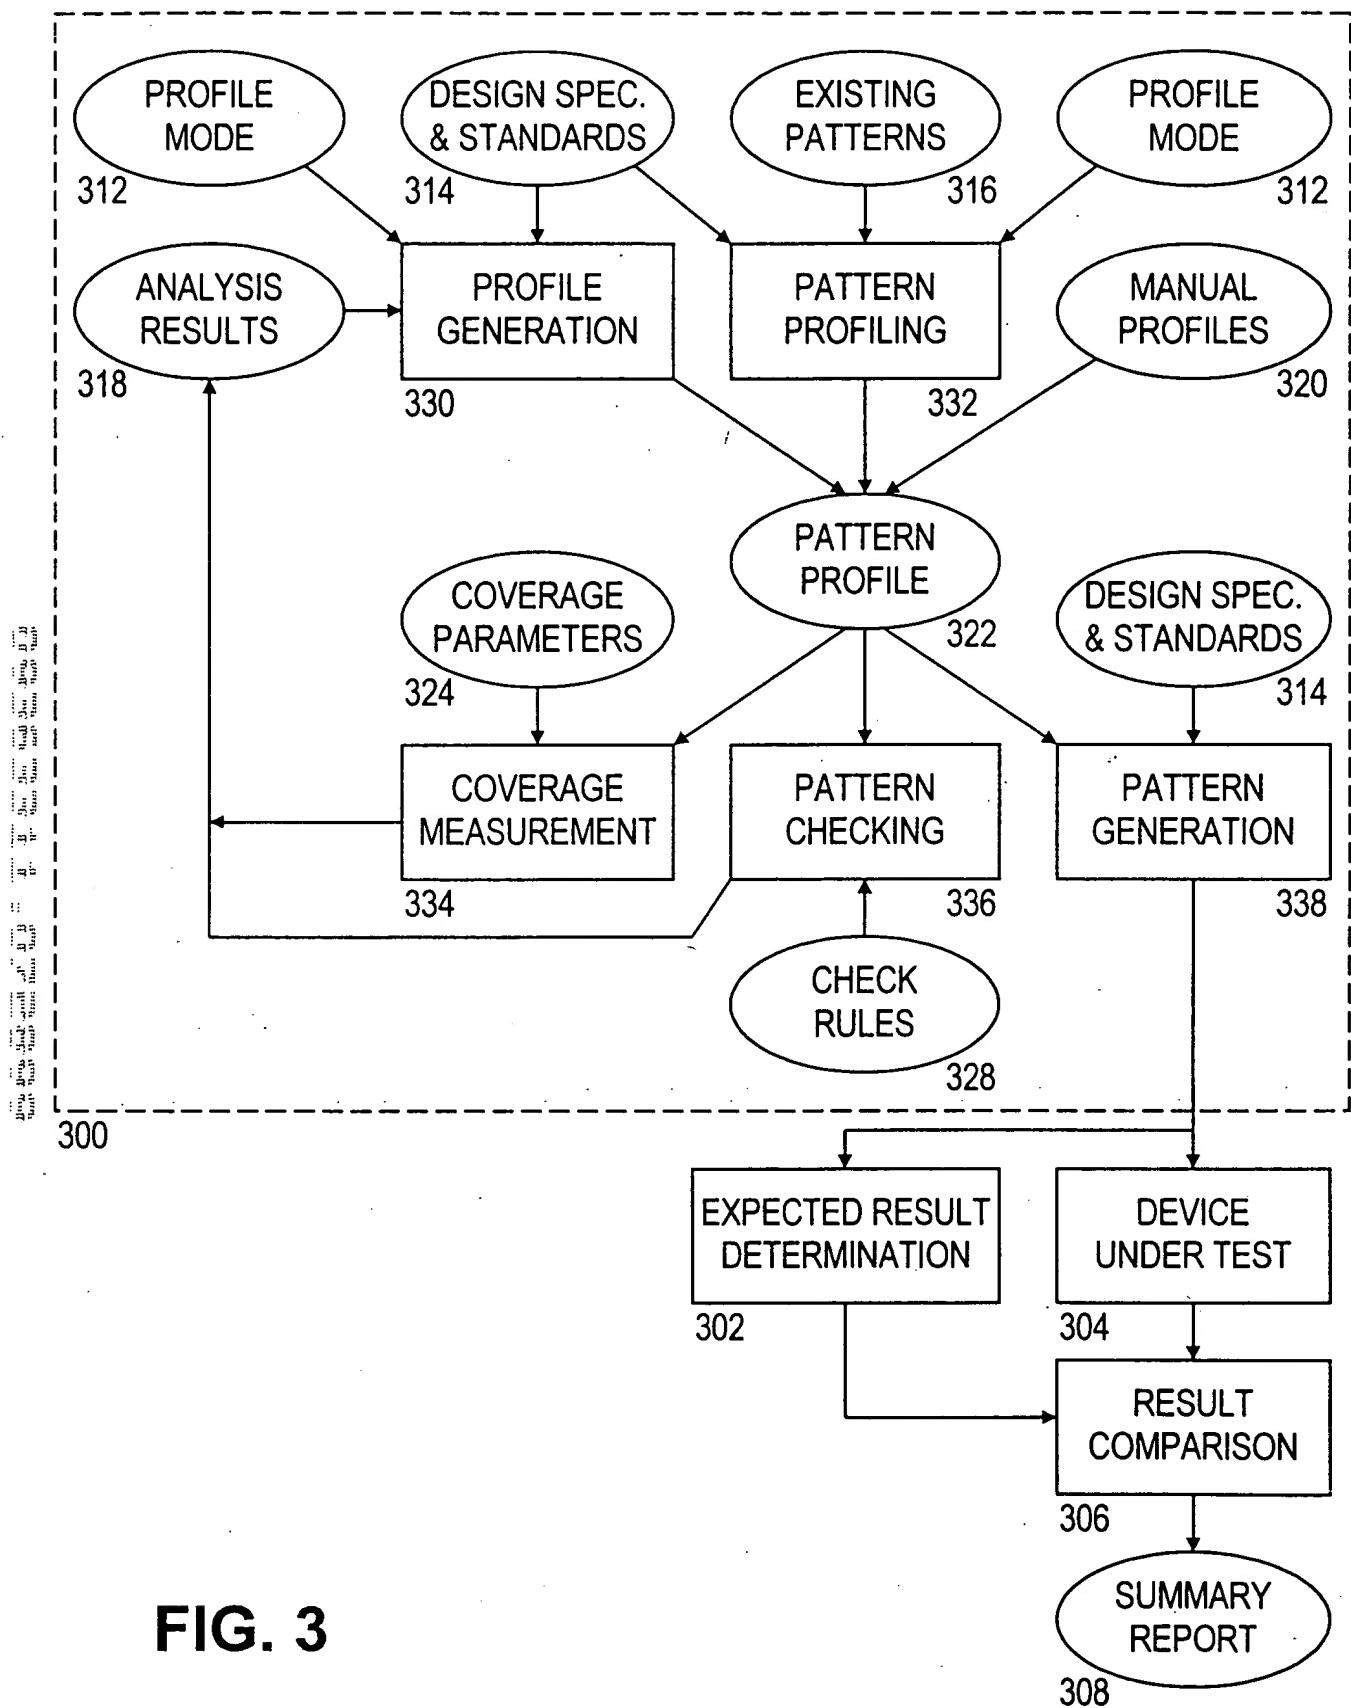 PROFILE
MODE
312
DESIGN SPEC.
& STANDARDS
314
EXISTING
PATTERNS
316
PROFILE
MODE
312
ANALYSIS
RESULTS
318
PROFILE
GENERATION
330
PATTERN
PROFILING
332
MANUAL
PROFILES
320
PATTERN
PROFILE
322
COVERAGE
PARAMETERS
324
DESIGN SPEC.
& STANDARDS
314
COVERAGE
MEASUREMENT
334
PATTERN
CHECKING
336
PATTERN
GENERATION
338
CHECK
RULES
328
300
EXPECTED RESULT
DETERMINATION
302
DEVICE
UNDER TEST
304
RESULT
COMPARISON
306
SUMMARY
REPORT
308
FIG. 3